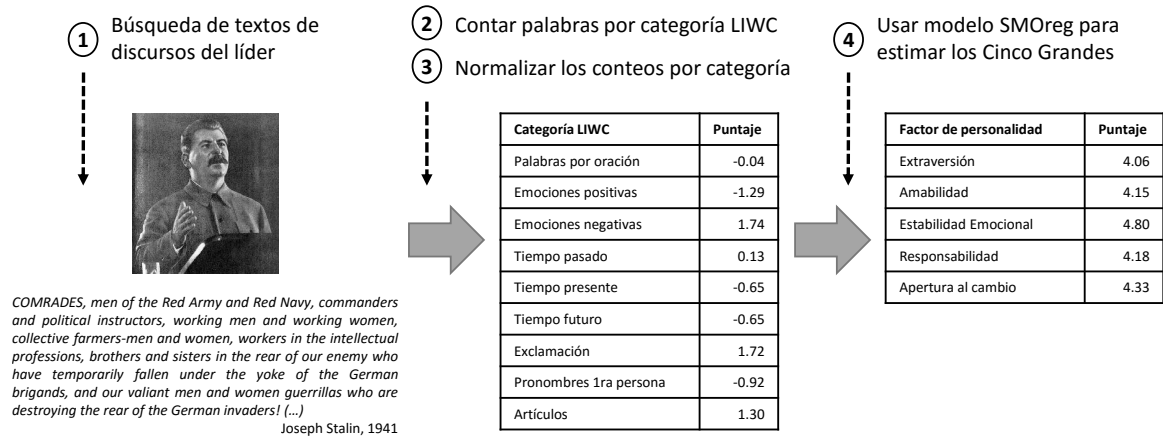 1
Búsqueda de textos de
discursos del líder
COMRADES, men of the Red Army and Red Navy, commanders
and political instructors, working men and working women,
collective farmers-men and women, workers in the intellectual
professions, brothers and sisters in the rear of our enemy who
have temporarily fallen under the yoke of the German
brigands, and our valiant men and women guerrillas who are
destroying the rear of the German invaders! (…)
Joseph Stalin, 1941
2 Contar palabras por categoría LIWC
3 Normalizar los conteos por categoría
Categoría LIWC Puntaje
Palabras por oración -0.04
Emociones positivas -1.29
Emociones negativas 1.74
Tiempo pasado 0.13
Tiempo presente -0.65
Tiempo futuro -0.65
Exclamación 1.72
Pronombres 1ra persona -0.92
Artículos 1.30
4
Usar modelo SMOreg para
estimar los Cinco Grandes
Factor de personalidad Puntaje
Extraversión 4.06
Amabilidad 4.15
Estabilidad Emocional 4.80
Responsabilidad 4.18
Apertura al cambio 4.33